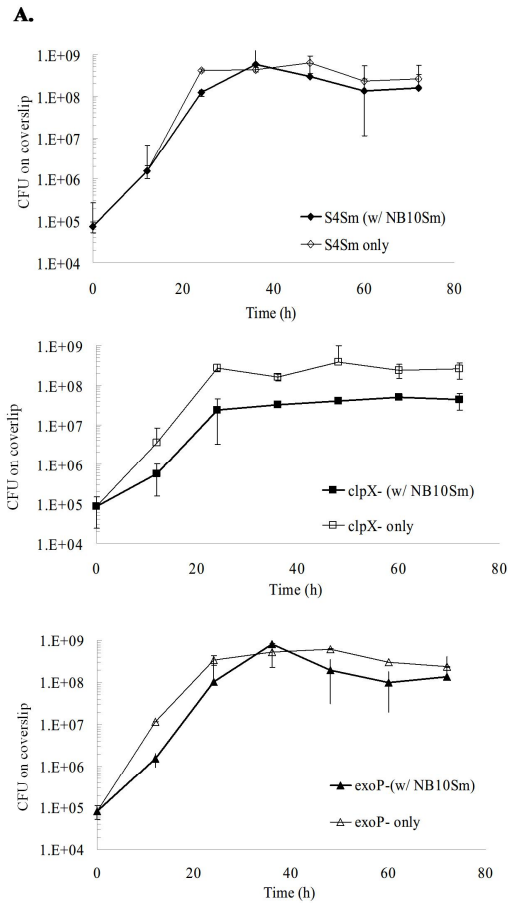 A.
CFU on coverslip
1.E+09
1.E+08
1.E+07
1.E+06
1.E+05
1.E+04
S4Sm (w/ NB10Sm)
S4Sm only
0 20 40 60 80
Time (h)
CFU on coverlip
1.E+09
1.E+08
1.E+07
1.E+06
1.E+05
1.E+04
clpX- (w/ NB10Sm)
clpX- only
0 20 40 60 80
Time (h)
CFU on coverslip
1.E+09
1.E+08
1.E+07
1.E+06
1.E+05
1.E+04
exoP-(w/ NB10Sm)
exoP- only
0 20 40 60 80
Time (h)